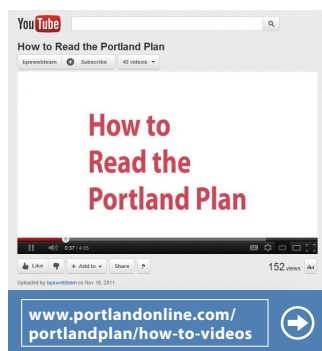 YouTube
How to Read the Portland Plan
bpswebteam Subscribe 42 videos
How to
Read the
Portland Plan
0:37 / 4:08
Like + Add to Share 152 views
Uploaded by bpswebteam on Nov 16, 2011
www.portlandonline.com/
portlandplan/how-to-videos